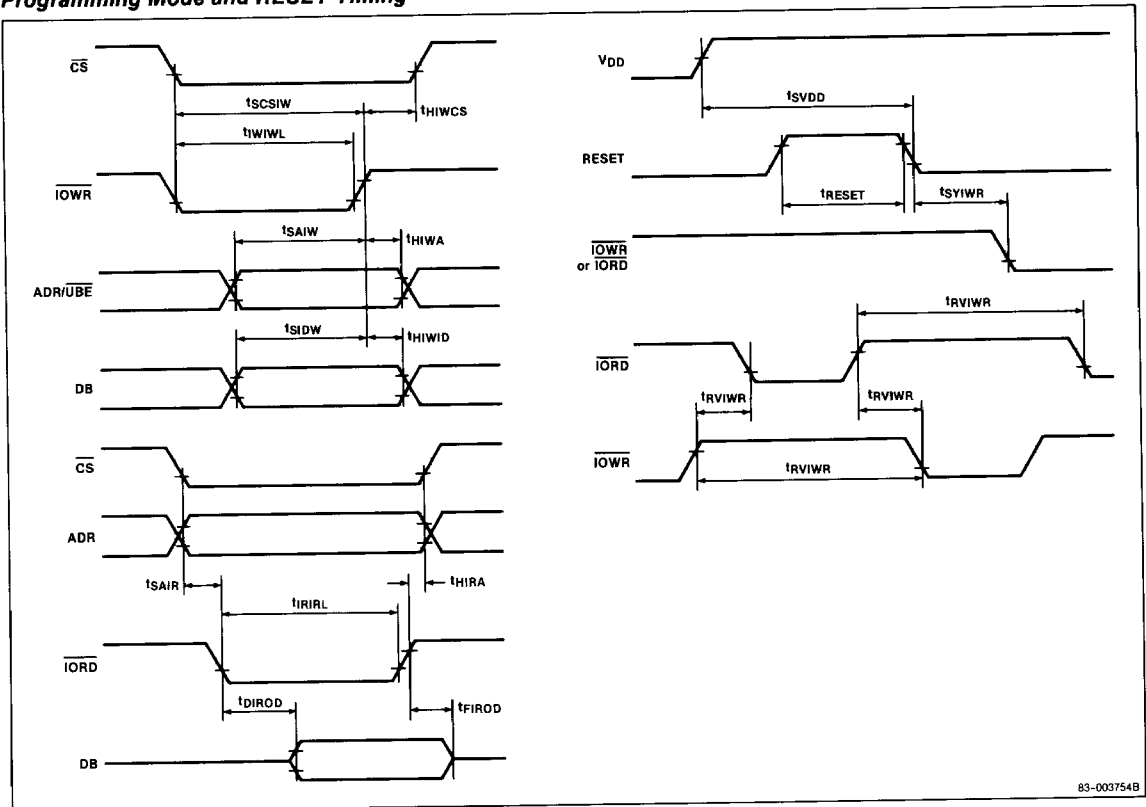 Programming Mode and RESET Timing
CS
tSCSIW
tHIWCS
tIWIWL
IOWR
tSAIW
tHIWA
ADR/UBE
tSIDW
tHIWID
DB
CS
ADR
tSAIR
tHIRA
tIRIRL
IORD
tDIROD
tFIROD
DB
VDD
tSVDD
RESET
tRESET
tSYIWR
IOWR
or IORD
tRVIWR
IORD
tRVIWR
tRVIWR
IOWR
tRVIWR
83-003754B